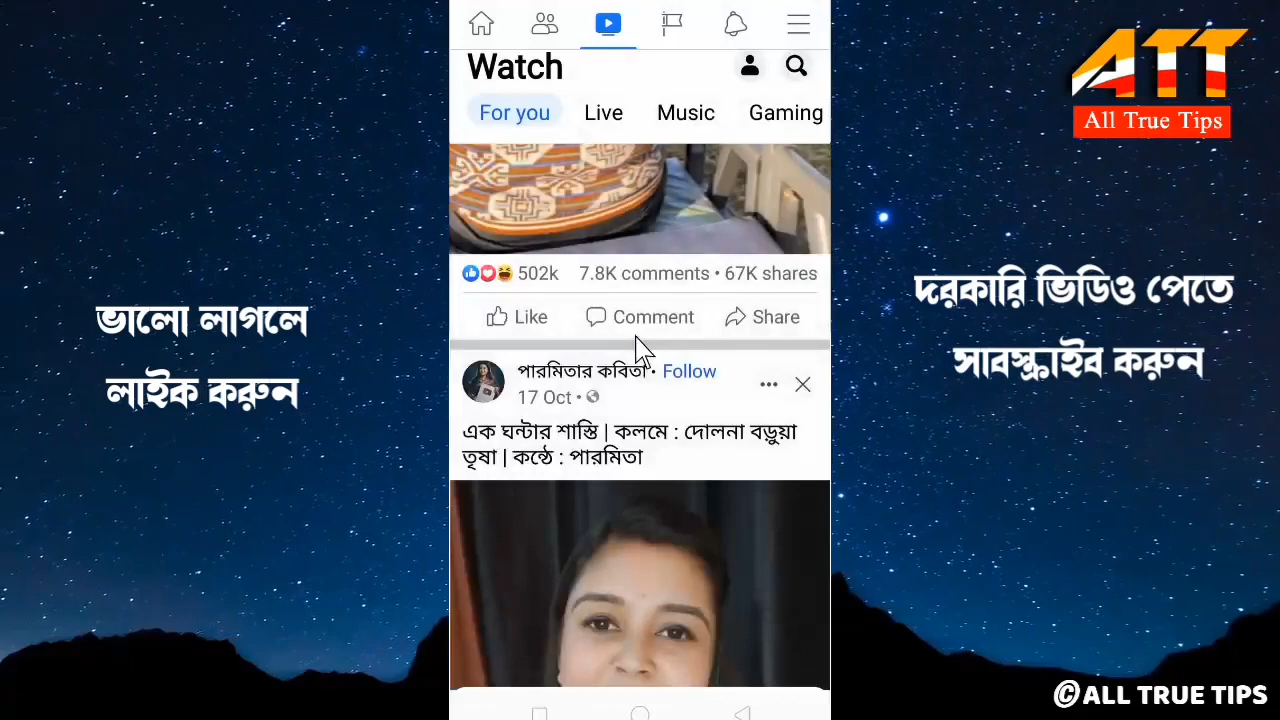 Watch
For you Live Music Gaming
502k 7.8K comments • 67K shares
Like Comment Share
পারমিতার কবিতা • Follow
17 Oct •
এক ঘন্টার শাস্তি | কলমে : দোলনা বড়ুয়া
তৃষা | কন্ঠে : পারমিতা
ভালো লাগলে
লাইক করুন
ATT
All True Tips
দরকারি ভিডিও পেতে
সাবস্ক্রাইব করুন
©ALL TRUE TIPS